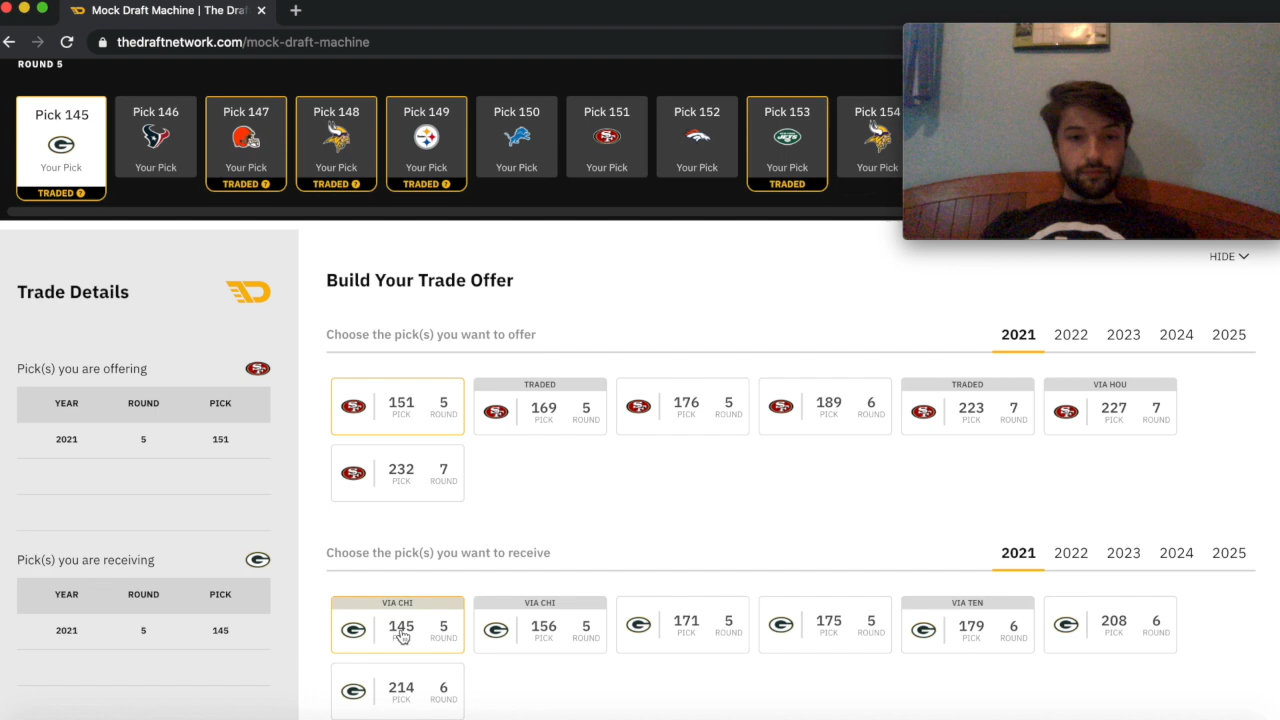 Mock Draft Machine | The Dra
thedraftnetwork.com/mock-draft-machine
ROUND 5
Pick 145 Pick 146 Pick 147 Pick 148 Pick 149 Pick 150 Pick 151 Pick 152 Pick 153 Pick 154
Your Pick Your Pick Your Pick Your Pick Your Pick Your Pick Your Pick Your Pick Your Pick Your Pick
TRADED ? TRADED ? TRADED ? TRADED ? TRADED
HIDE
Trade Details
Build Your Trade Offer
Choose the pick(s) you want to offer 2021 2022 2023 2024 2025
Pick(s) you are offering
YEAR ROUND PICK
2021 5 151
TRADED TRADED VIA HOU
151 5 169 5 176 5 189 6 223 7 227 7
PICK ROUND PICK ROUND PICK ROUND PICK ROUND PICK ROUND PICK ROUND
232 7
PICK ROUND
Pick(s) you are receiving
YEAR ROUND PICK
2021 5 145
Choose the pick(s) you want to receive 2021 2022 2023 2024 2025
VIA CHI VIA CHI VIA TEN
145 5 156 5 171 5 175 5 179 6 208 6
PICK ROUND PICK ROUND PICK ROUND PICK ROUND PICK ROUND PICK ROUND
214 6
PICK ROUND